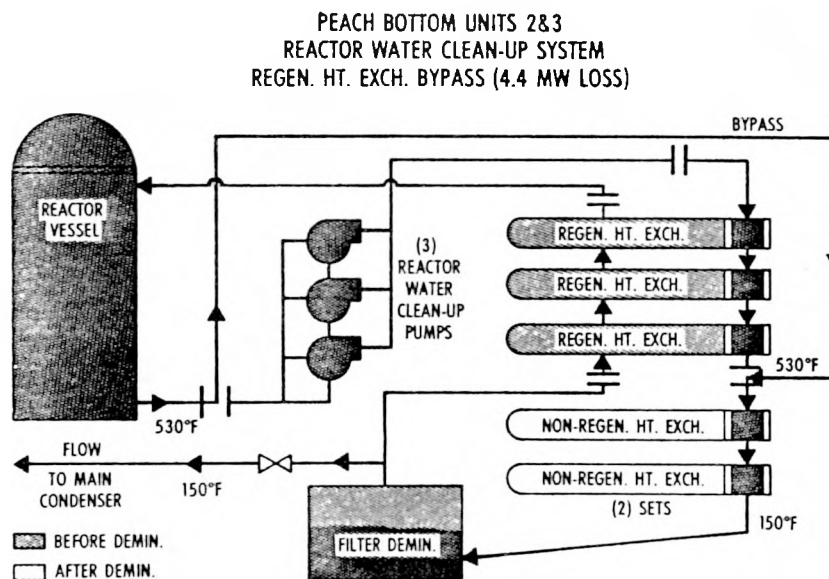 PEACH BOTTOM UNITS 2&3
REACTOR WATER CLEAN-UP SYSTEM
REGEN. HT. EXCH. BYPASS (4.4 MW LOSS)
BYPASS
REACTOR
VESSEL
(3)
REACTOR
WATER
CLEAN-UP
PUMPS
REGEN. HT. EXCH.
REGEN. HT. EXCH.
REGEN. HT. EXCH.
530°F
530°F
NON-REGEN. HT. EXCH.
NON-REGEN. HT. EXCH.
(2) SETS
150°F
FLOW
TO MAIN
CONDENSER
150°F
FILTER DEMIN.
BEFORE DEMIN.
AFTER DEMIN.